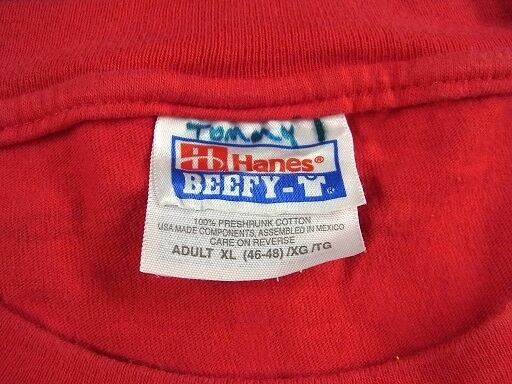 Tommy T
Hanes®
BEEFY-T®
100% PRESHRUNK COTTON
USA MADE COMPONENTS, ASSEMBLED IN MEXICO
CARE ON REVERSE
ADULT XL (46-48) /XG /TG